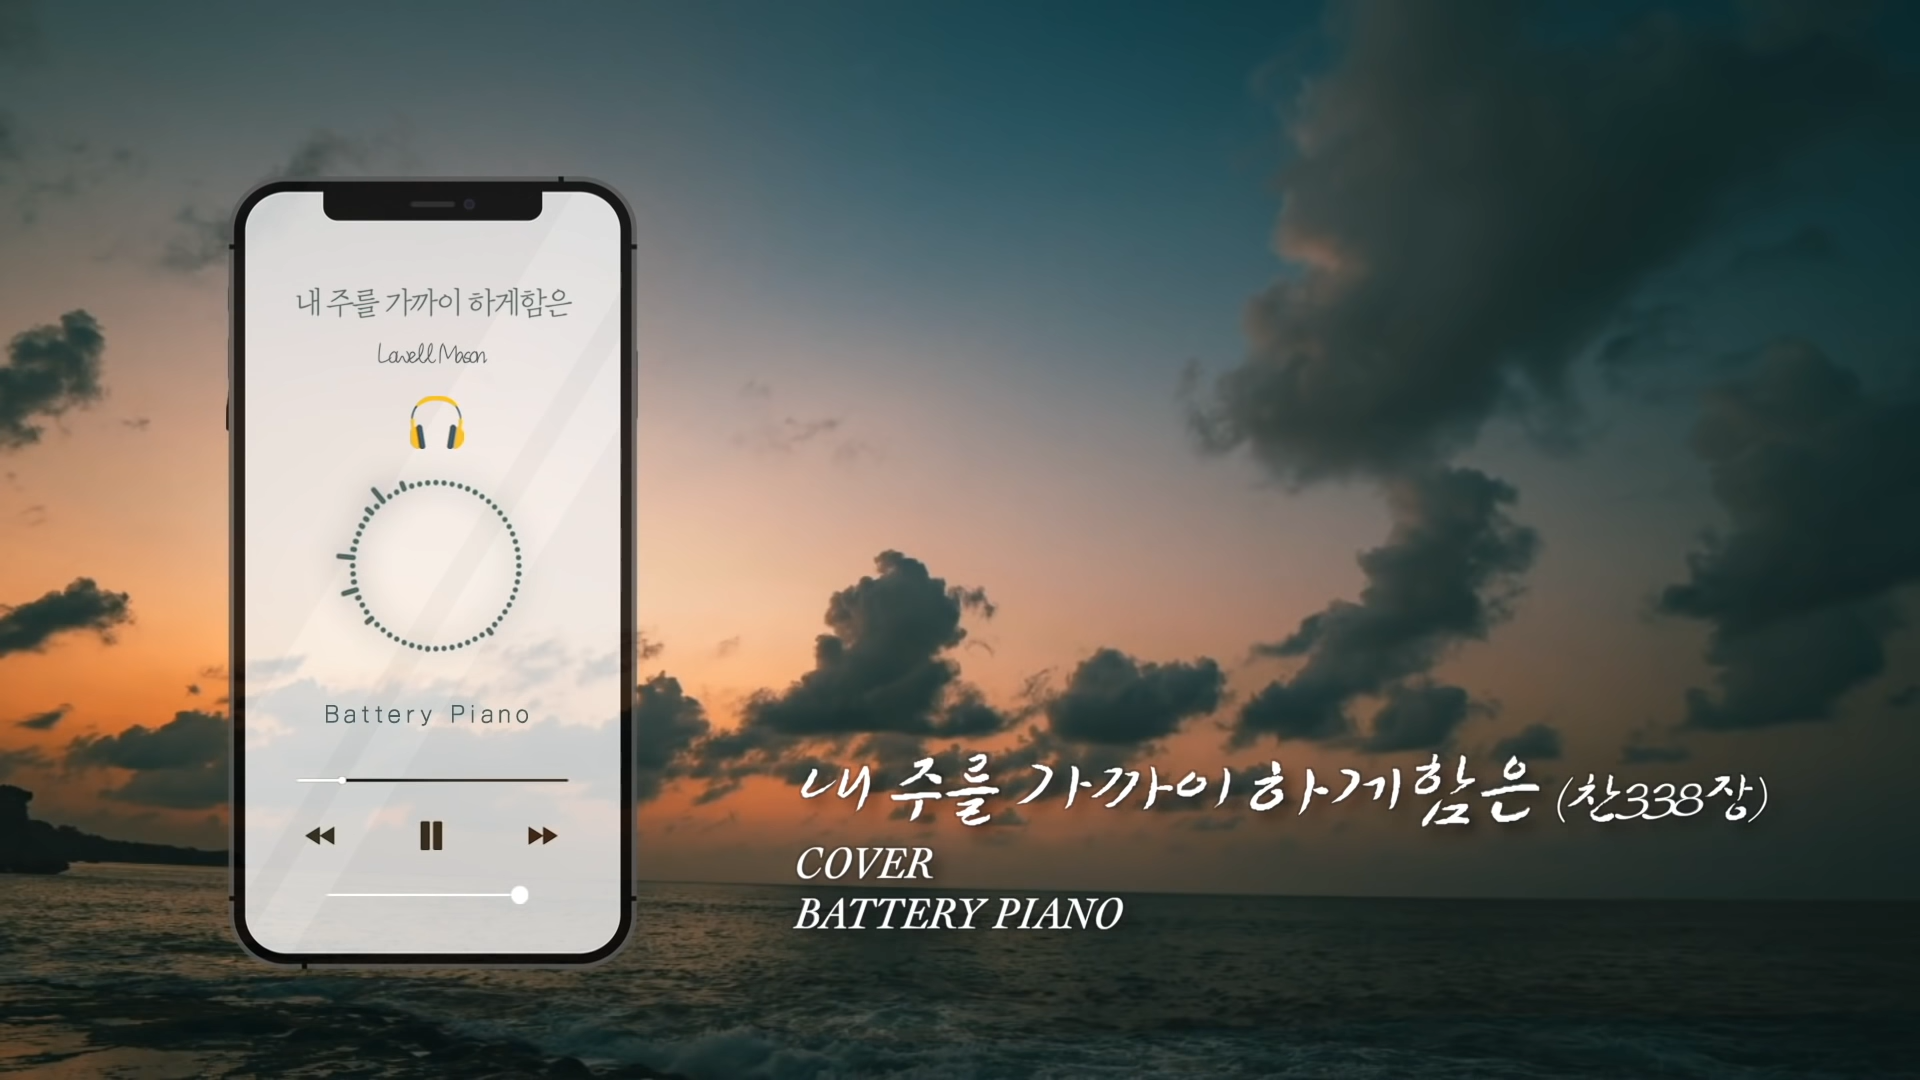 내 주를 가까이 하게함은
Lowell Mason
Battery Piano
내 주를 가까이 하게함은 (찬338장)
COVER
BATTERY PIANO